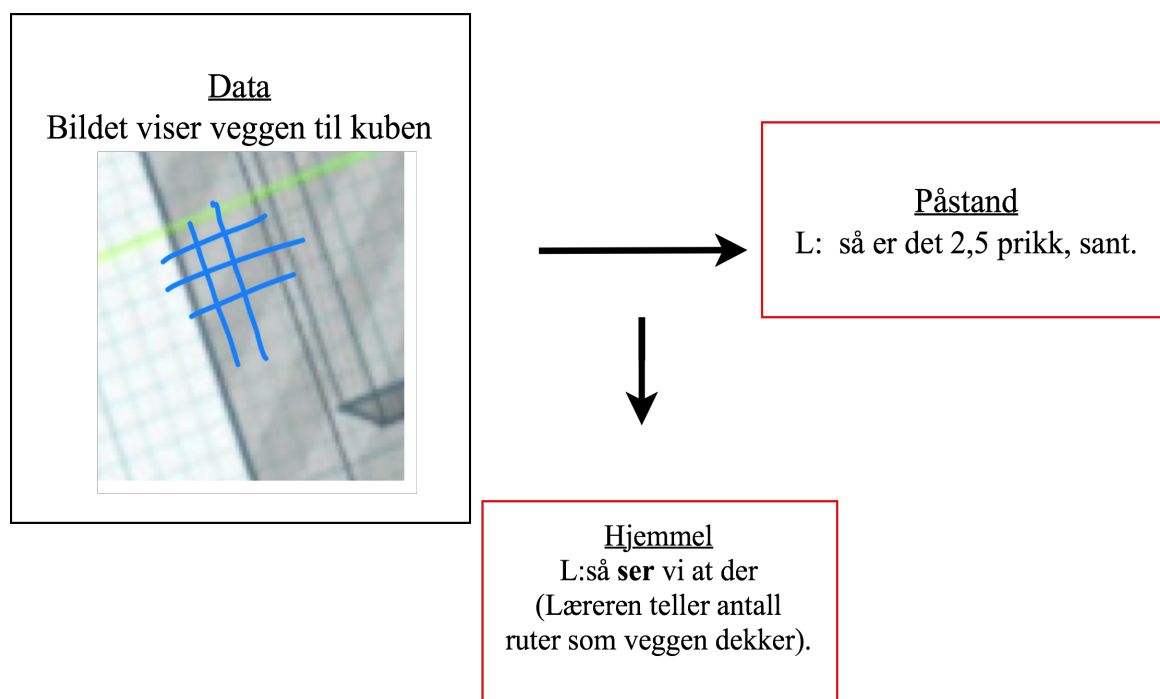 Data
Bildet viser veggen til kuben
Påstand
L:  så er det 2,5 prikk, sant.
Hjemmel
L:så ser vi at der
(Læreren teller antall
ruter som veggen dekker).